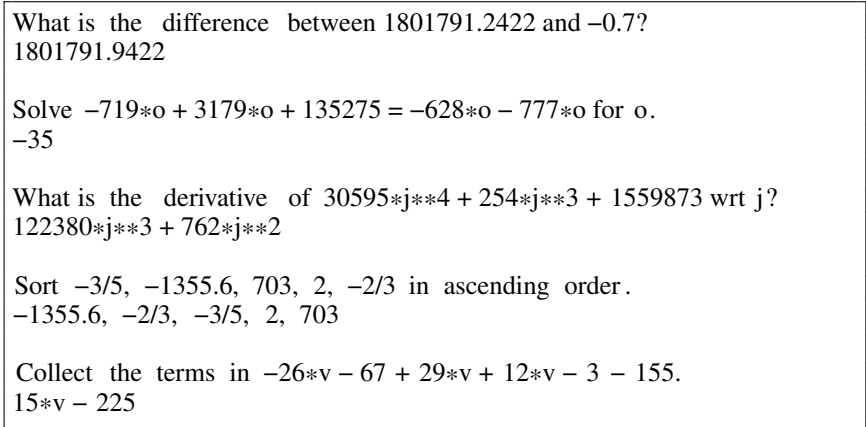 What is the difference between 1801791.2422 and −0.7?
1801791.9422
Solve −719*o + 3179*o + 135275 = −628*o − 777*o for o.
−35
What is the derivative of 30595*j**4 + 254*j**3 + 1559873 wrt j?
122380*j**3 + 762*j**2
Sort −3/5, −1355.6, 703, 2, −2/3 in ascending order.
−1355.6, −2/3, −3/5, 2, 703
Collect the terms in −26*v − 67 + 29*v + 12*v − 3 − 155.
15*v − 225